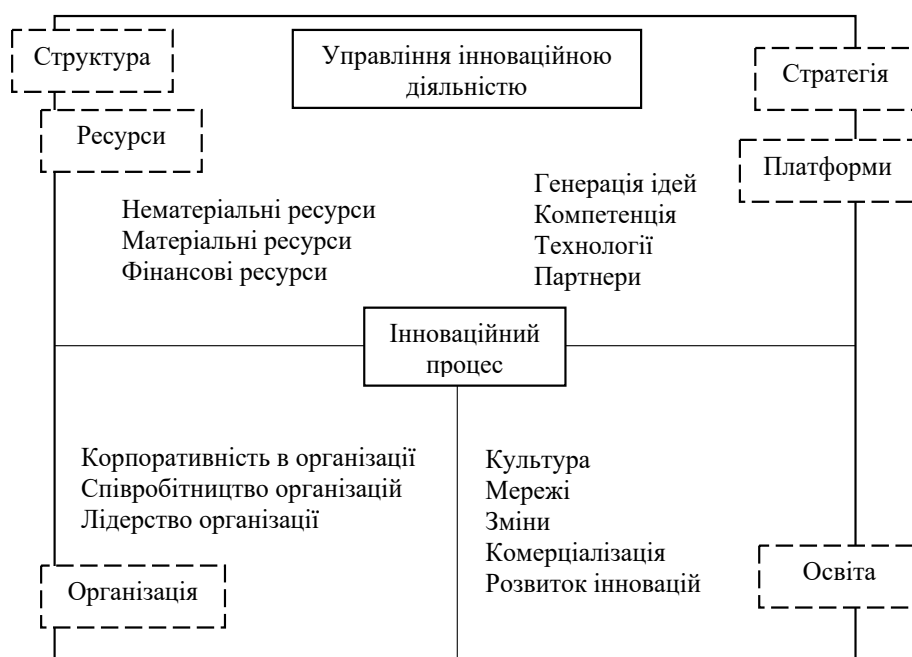 Структура
Управління інноваційною
діяльністю
Стратегія
Ресурси
Платформи
Нематеріальні ресурси
Матеріальні ресурси
Фінансові ресурси
Генерація ідей
Компетенція
Технології
Партнери
Інноваційний
процес
Корпоративність в організації
Співробітництво організацій
Лідерство організації
Культура
Мережі
Зміни
Комерціалізація
Розвиток інновацій
Організація
Освіта